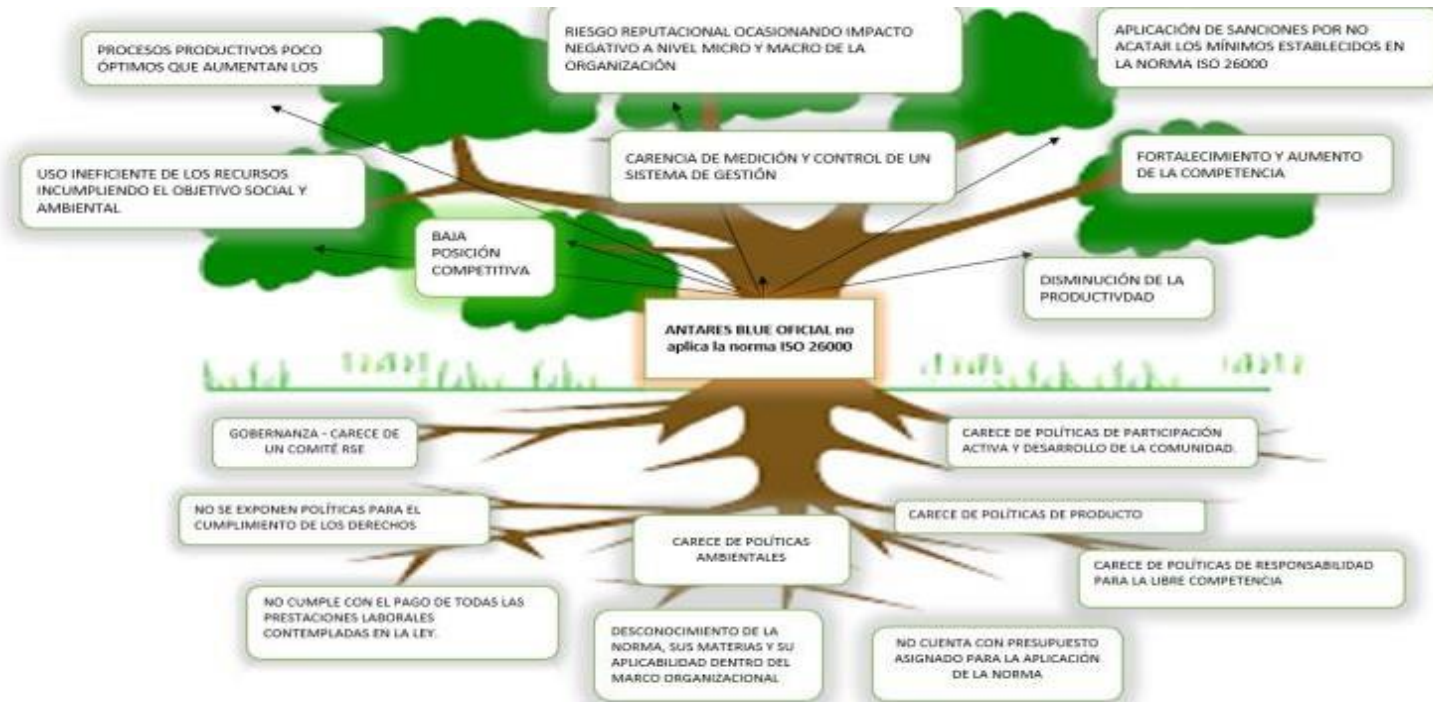 PROCESOS PRODUCTIVOS POCO
ÓPTIMOS QUE AUMENTAN LOS
RIESGO REPUTACIONAL OCASIONANDO IMPACTO
NEGATIVO A NIVEL MICRO Y MACRO DE LA
ORGANIZACIÓN
APLICACIÓN DE SANCIONES POR NO
ACATAR LOS MÍNIMOS ESTABLECIDOS EN
LA NORMA ISO 26000
USO INEFICIENTE DE LOS RECURSOS
INCUMPLIENDO EL OBJETIVO SOCIAL Y
AMBIENTAL
CARENCIA DE MEDICIÓN Y CONTROL DE UN
SISTEMA DE GESTIÓN
FORTALECIMIENTO Y AUMENTO
DE LA COMPETENCIA
BAJA
POSICIÓN
COMPETITIVA
DISMINUCIÓN DE LA
PRODUCTIVDAD
ANTARES BLUE OFICIAL no
aplica la norma ISO 26000
GOBERNANZA - CARECE DE
UN COMITÉ RSE
CARECE DE POLÍTICAS DE PARTICIPACIÓN
ACTIVA Y DESARROLLO DE LA COMUNIDAD.
NO SE EXPONEN POLÍTICAS PARA EL
CUMPLIMIENTO DE LOS DERECHOS
CARECE DE POLÍTICAS DE PRODUCTO
CARECE DE POLÍTICAS
AMBIENTALES
CARECE DE POLÍTICAS DE RESPONSABILIDAD
PARA LA LIBRE COMPETENCIA
NO CUMPLE CON EL PAGO DE TODAS LAS
PRESTACIONES LABORALES
CONTEMPLADAS EN LA LEY.
DESCONOCIMIENTO DE LA
NORMA, SUS MATERIAS Y SU
APLICABILIDAD DENTRO DEL
MARCO ORGANIZACIONAL
NO CUENTA CON PRESUPUESTO
ASIGNADO PARA LA APLICACIÓN
DE LA NORMA